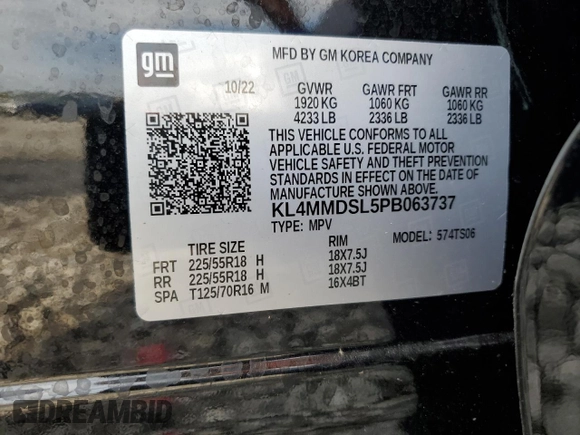 gm
MFD BY GM KOREA COMPANY
10/22
GVWR GAWR FRT GAWR RR
1920 KG 1060 KG 1060 KG
4233 LB 2336 LB 2336 LB
THIS VEHICLE CONFORMS TO ALL
APPLICABLE U.S. FEDERAL MOTOR
VEHICLE SAFETY AND THEFT PREVENTION
STANDARDS IN EFFECT ON THE DATE OF
MANUFACTURE SHOWN ABOVE.
KL4MMDSL5PB063737
TYPE: MPV MODEL: 574TS06
TIRE SIZE RIM
FRT 225/55R18 H 18X7.5J
RR 225/55R18 H 18X7.5J
SPA T125/70R16 M 16X4BT
DREAMBID